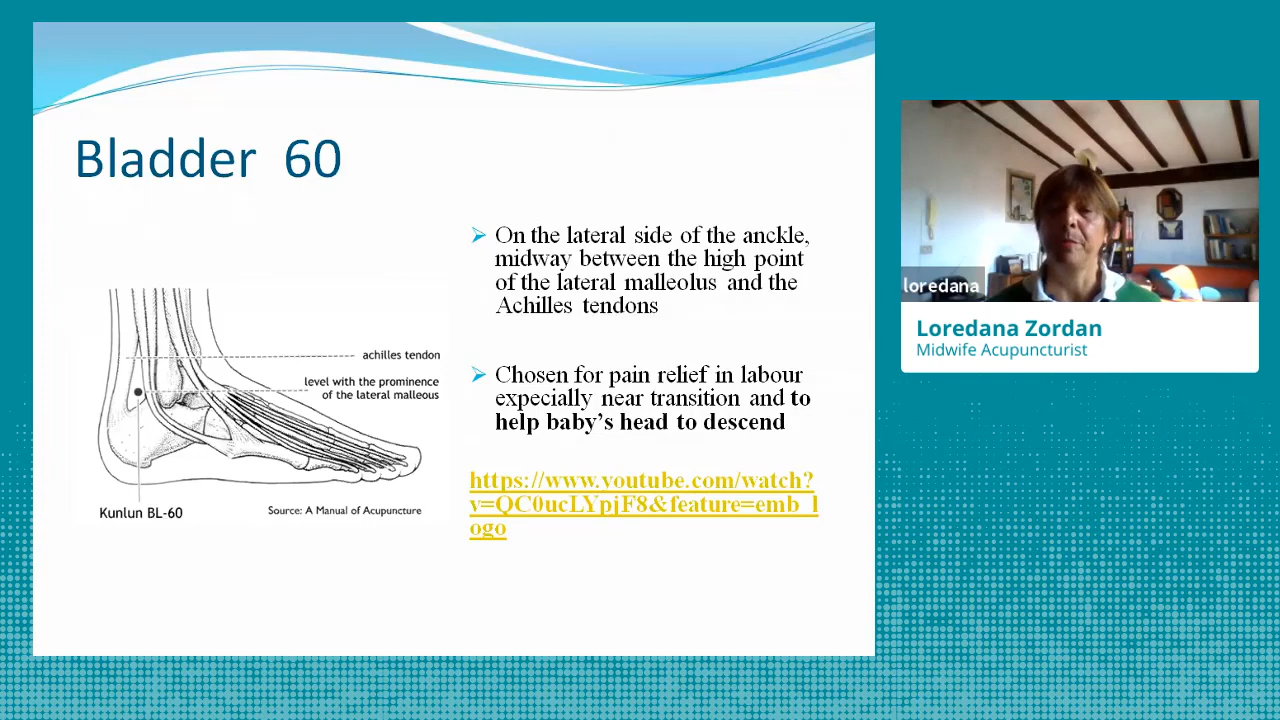 Bladder 60
On the lateral side of the anckle,
midway between the high point
of the lateral malleolus and the
Achilles tendons
achilles tendon
level with the prominence
of the lateral malleous
Chosen for pain relief in labour
expecially near transition and to
help baby's head to descend
https://www.youtube.com/watch?
v=QC0ucLYpjF8&feature=emb_l
ogo
Kunlun BL-60
Source: A Manual of Acupuncture
loredana
Loredana Zordan
Midwife Acupuncturist